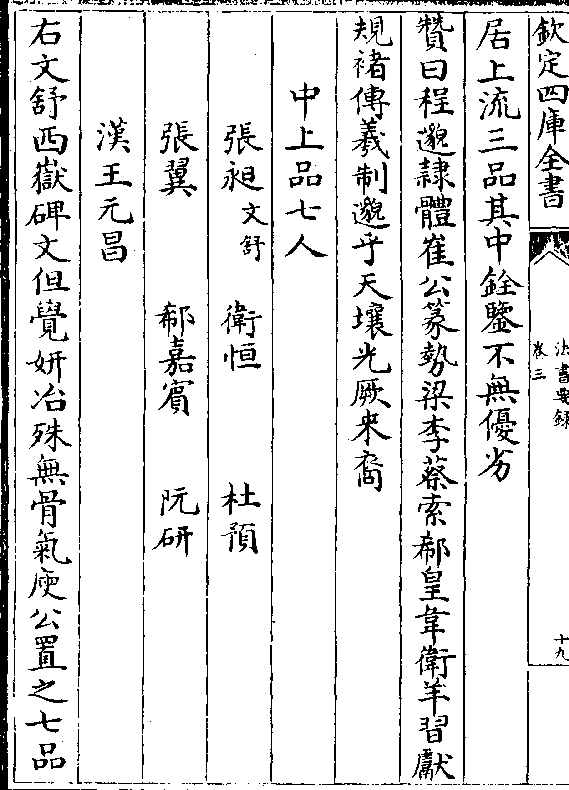 欽定四庫全書
法書要録
卷三
十九
居上流三品其中銓鑒不無優劣
贊曰程邈隷體崔公篆勢梁李蔡索郗皇韋衛羊習獻
規褚傳羲制邈乎天壤光厥来裔
中上品七人
張昶文舒 衛恒 杜預
張翼 郗嘉賓 阮研
漢王元昌
右文舒西嶽碑文但覺妍冶殊無骨氣庾公置之七品